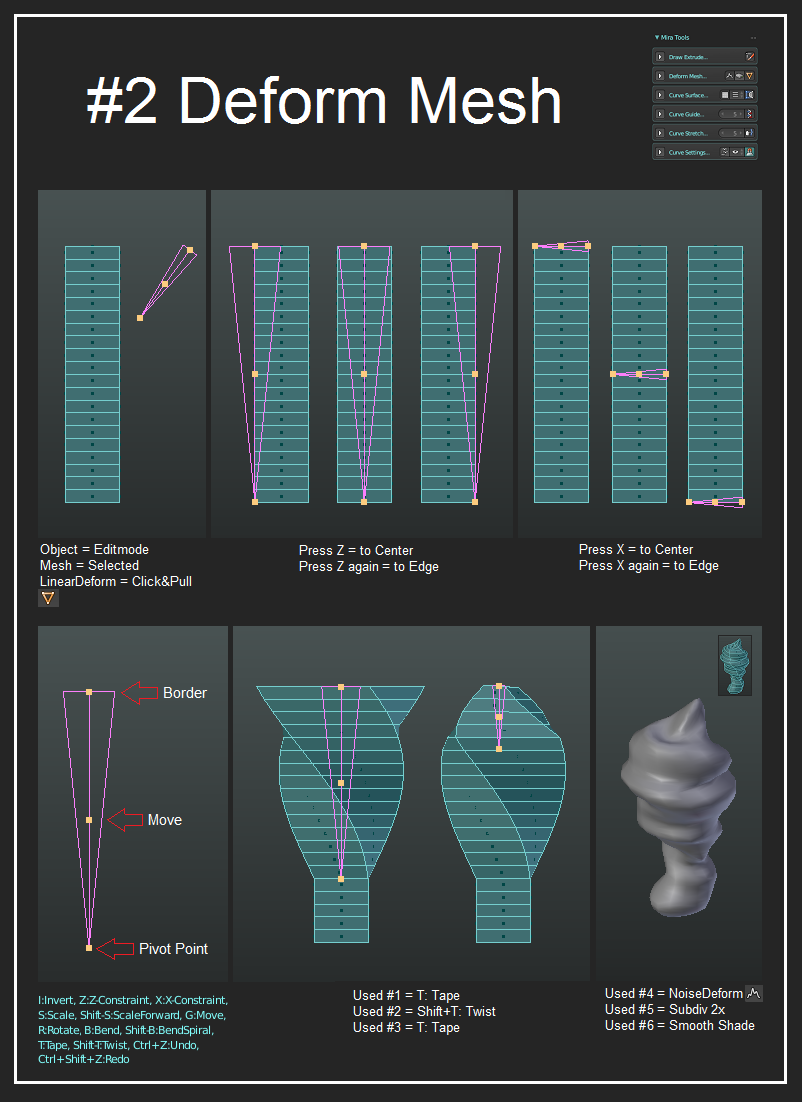 Mira Tools
Draw Extrude...
Deform Mesh...
Curve Surface...
Curve Guide...
5
Curve Stretch...
5
Curve Settings...
#2 Deform Mesh
Object = Editmode
Mesh = Selected
LinearDeform = Click&Pull
Press Z = to Center
Press Z again = to Edge
Press X = to Center
Press X again = to Edge
Border
Move
Pivot Point
I:Invert, Z:Z-Constraint, X:X-Constraint,
S:Scale, Shift-S:ScaleForward, G:Move,
R:Rotate, B:Bend, Shift-B:BendSpiral,
T:Tape, Shift-T:Twist, Ctrl+Z:Undo,
Ctrl+Shift+Z:Redo
Used #1 = T: Tape
Used #2 = Shift+T: Twist
Used #3 = T: Tape
Used #4 = NoiseDeform
Used #5 = Subdiv 2x
Used #6 = Smooth Shade